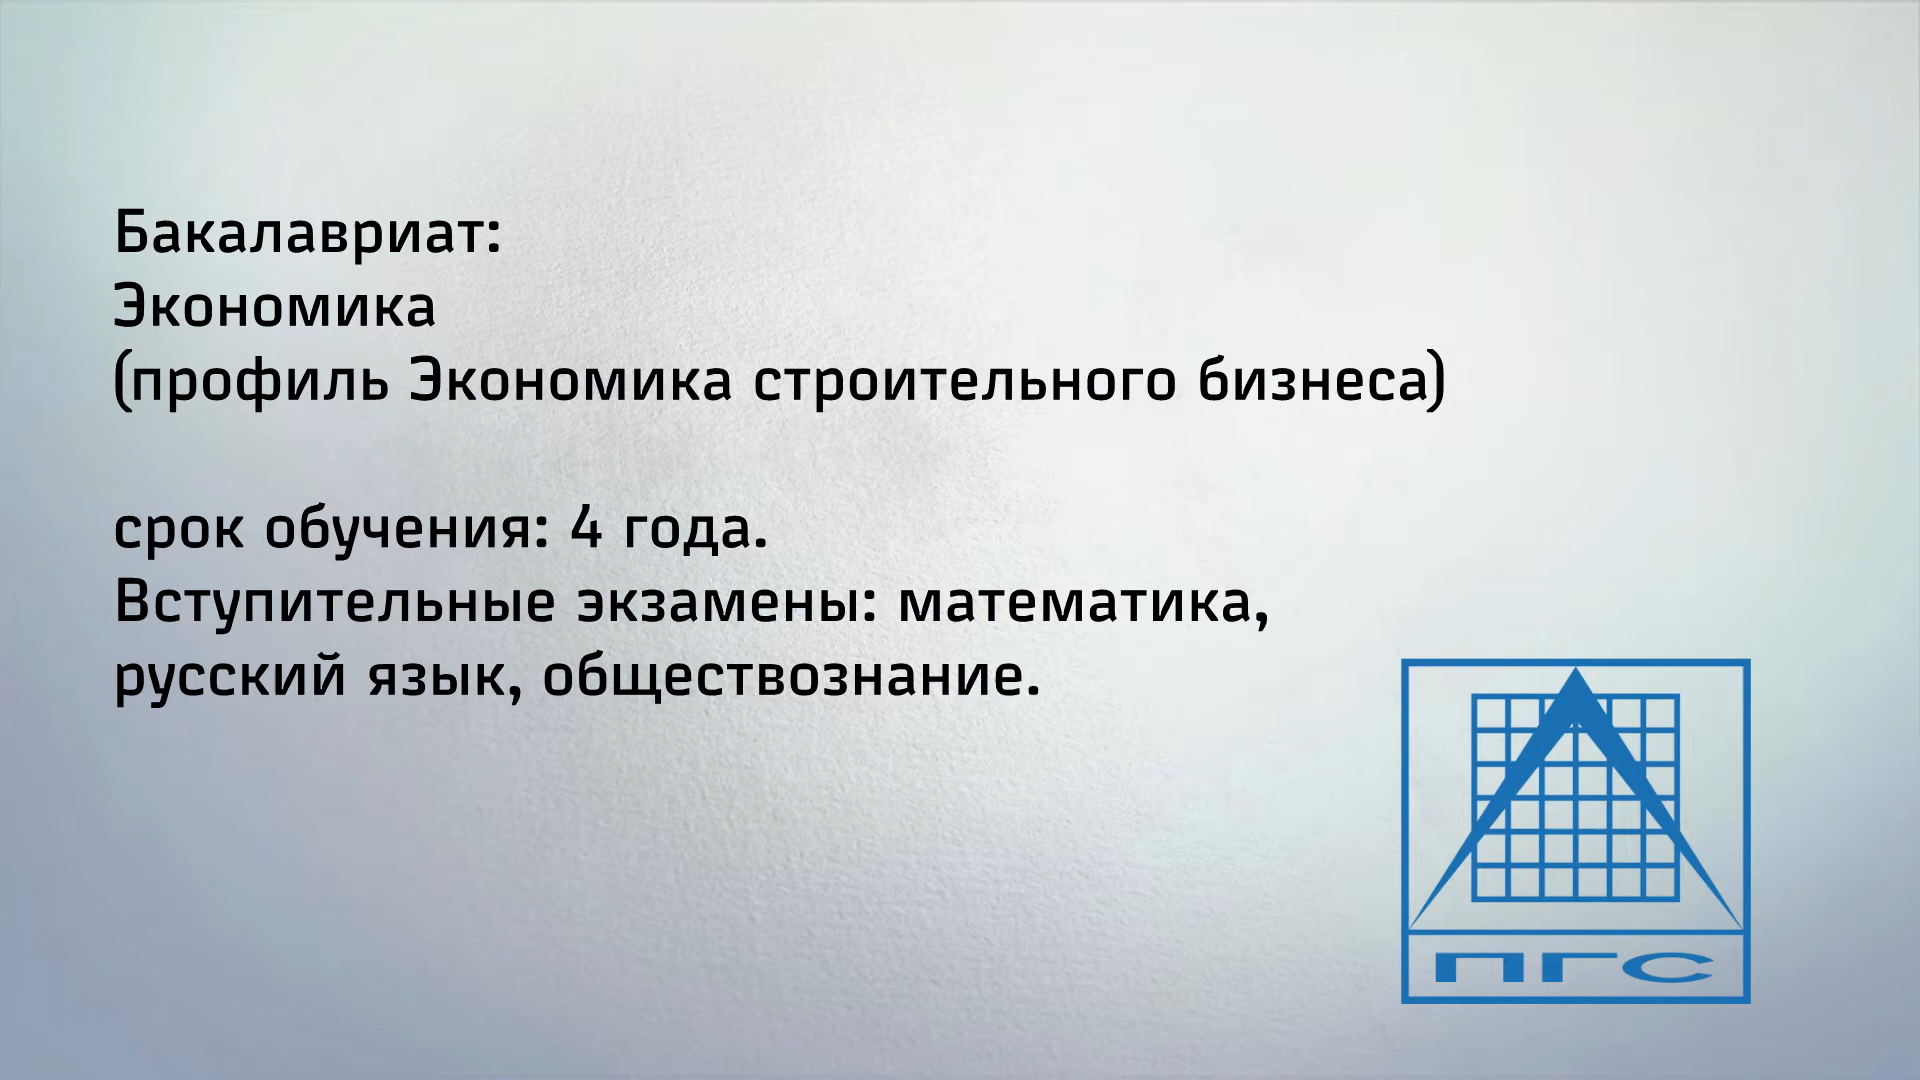 Бакалавриат:
Экономика
(профиль Экономика строительного бизнеса)
срок обучения: 4 года.
Вступительные экзамены: математика,
русский язык, обществознание.
ПГС